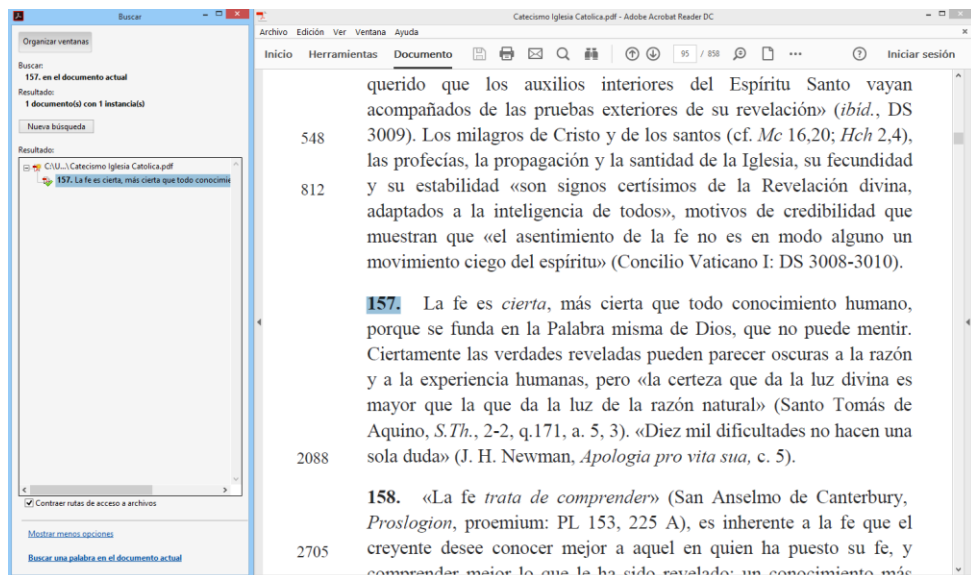 Buscar
Organizar ventanas
Buscar:
157. en el documento actual
Resultado:
1 documento(s) con 1 instancia(s)
Nueva búsqueda
Resultado:
C:\U...\Catecismo Iglesia Catolica.pdf
157. La fe es cierta, más cierta que todo conocimie
Contraer rutas de acceso a archivos
Mostrar menos opciones
Buscar una palabra en el documento actual
Catecismo Iglesia Catolica.pdf - Adobe Acrobat Reader DC
Archivo Edición Ver Ventana Ayuda
Inicio Herramientas Documento 95 / 858 Iniciar sesión
querido que los auxilios interiores del Espíritu Santo vayan
acompañados de las pruebas exteriores de su revelación» (ibíd., DS
548 3009). Los milagros de Cristo y de los santos (cf. Mc 16,20; Hch 2,4),
las profecías, la propagación y la santidad de la Iglesia, su fecundidad
812 y su estabilidad «son signos certísimos de la Revelación divina,
adaptados a la inteligencia de todos», motivos de credibilidad que
muestran que «el asentimiento de la fe no es en modo alguno un
movimiento ciego del espíritu» (Concilio Vaticano I: DS 3008-3010).
157. La fe es cierta, más cierta que todo conocimiento humano,
porque se funda en la Palabra misma de Dios, que no puede mentir.
Ciertamente las verdades reveladas pueden parecer oscuras a la razón
y a la experiencia humanas, pero «la certeza que da la luz divina es
mayor que la que da la luz de la razón natural» (Santo Tomás de
Aquino, S.Th., 2-2, q.171, a. 5, 3). «Diez mil dificultades no hacen una
2088 sola duda» (J. H. Newman, Apologia pro vita sua, c. 5).
158. «La fe trata de comprender» (San Anselmo de Canterbury,
Proslogion, proemium: PL 153, 225 A), es inherente a la fe que el
2705 creyente desee conocer mejor a aquel en quien ha puesto su fe, y
comprender mejor lo que le ha sido revelado; un conocimiento más